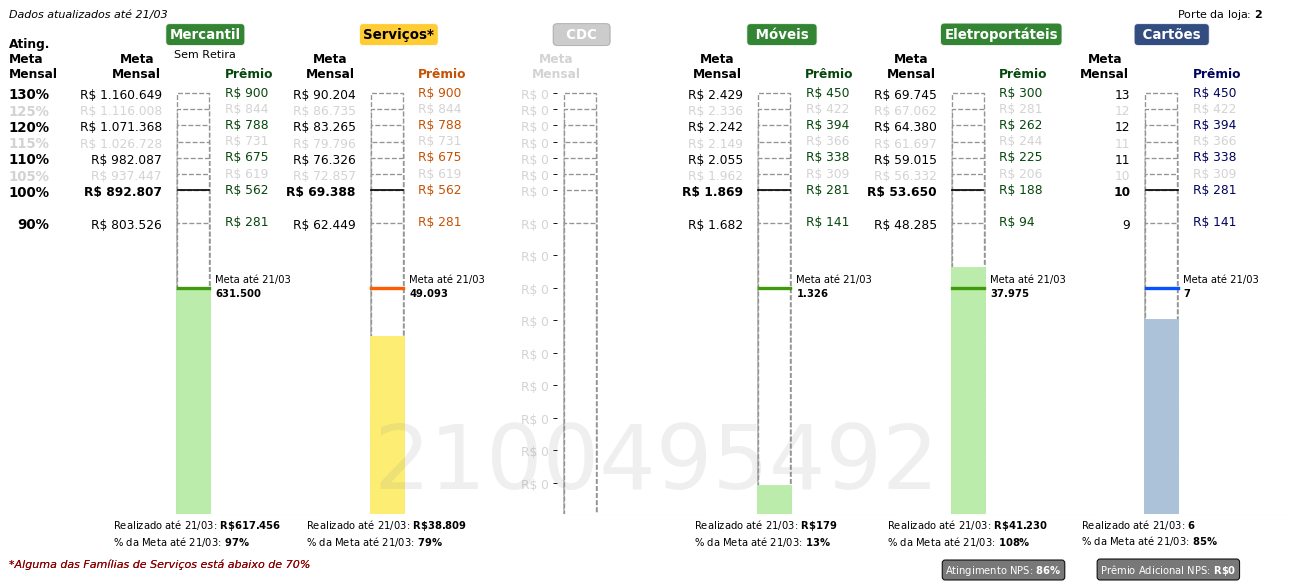 Dados atualizados até 21/03
Porte da loja: 2
Mercantil
Serviços*
CDC
Móveis
Eletroportáteis
Cartões
Sem Retira
Ating. Meta Mensal
Meta Mensal Prêmio Meta Mensal Prêmio Meta Mensal Meta Mensal Prêmio Meta Mensal Prêmio Meta Mensal Prêmio
130% R$ 1.160.649 R$ 900 R$ 90.204 R$ 900 R$ 0 R$ 2.429 R$ 450 R$ 69.745 R$ 300 13 R$ 450
125% R$ 1.116.008 R$ 844 R$ 86.735 R$ 844 R$ 0 R$ 2.336 R$ 422 R$ 67.062 R$ 281 12 R$ 422
120% R$ 1.071.368 R$ 788 R$ 83.265 R$ 788 R$ 0 R$ 2.242 R$ 394 R$ 64.380 R$ 262 12 R$ 394
115% R$ 1.026.728 R$ 731 R$ 79.796 R$ 731 R$ 0 R$ 2.149 R$ 366 R$ 61.697 R$ 244 11 R$ 366
110% R$ 982.087 R$ 675 R$ 76.326 R$ 675 R$ 0 R$ 2.055 R$ 338 R$ 59.015 R$ 225 11 R$ 338
105% R$ 937.447 R$ 619 R$ 72.857 R$ 619 R$ 0 R$ 1.962 R$ 309 R$ 56.332 R$ 206 10 R$ 309
100% R$ 892.807 R$ 562 R$ 69.388 R$ 562 R$ 0 R$ 1.869 R$ 281 R$ 53.650 R$ 188 10 R$ 281
90% R$ 803.526 R$ 281 R$ 62.449 R$ 281 R$ 0 R$ 1.682 R$ 141 R$ 48.285 R$ 94 9 R$ 141
R$ 0
Meta até 21/03 Meta até 21/03 Meta até 21/03 Meta até 21/03 Meta até 21/03
631.500 49.093 R$ 0 1.326 37.975 7
R$ 0
R$ 0
R$ 0
R$ 0
R$ 0
R$ 0
2100495492
Realizado até 21/03: R$617.456 Realizado até 21/03: R$38.809 Realizado até 21/03: R$179 Realizado até 21/03: R$41.230 Realizado até 21/03: 6
% da Meta até 21/03: 97% % da Meta até 21/03: 79% % da Meta até 21/03: 13% % da Meta até 21/03: 108% % da Meta até 21/03: 85%
*Alguma das Famílias de Serviços está abaixo de 70%
Atingimento NPS: 86%
Prêmio Adicional NPS: R$0